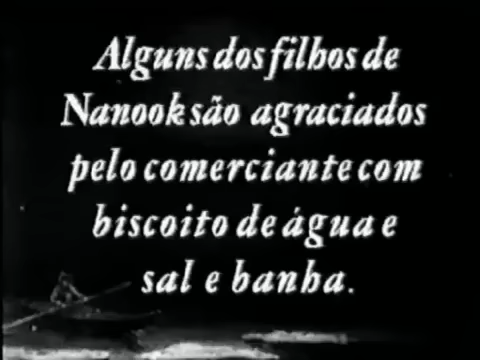 Alguns dos filhos de
Nanook são agraciados
pelo comerciante com
biscoito de água e
sal e banha.